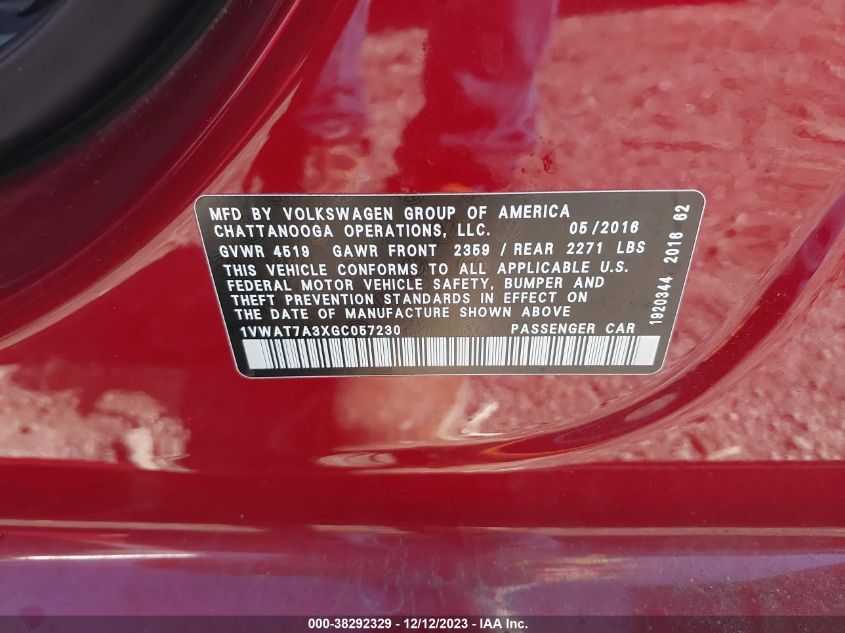 MFD BY VOLKSWAGEN GROUP OF AMERICA
CHATTANOOGA OPERATIONS, LLC. 05/2016
GVWR 4519 GAWR FRONT 2359 / REAR 2271 LBS
THIS VEHICLE CONFORMS TO ALL APPLICABLE U.S.
FEDERAL MOTOR VEHICLE SAFETY, BUMPER AND
THEFT PREVENTION STANDARDS IN EFFECT ON
THE DATE OF MANUFACTURE SHOWN ABOVE
1VWAT7A3XGC057230 PASSENGER CAR
1920344 2016 62
000-38292329 - 12/12/2023 - IAA Inc.